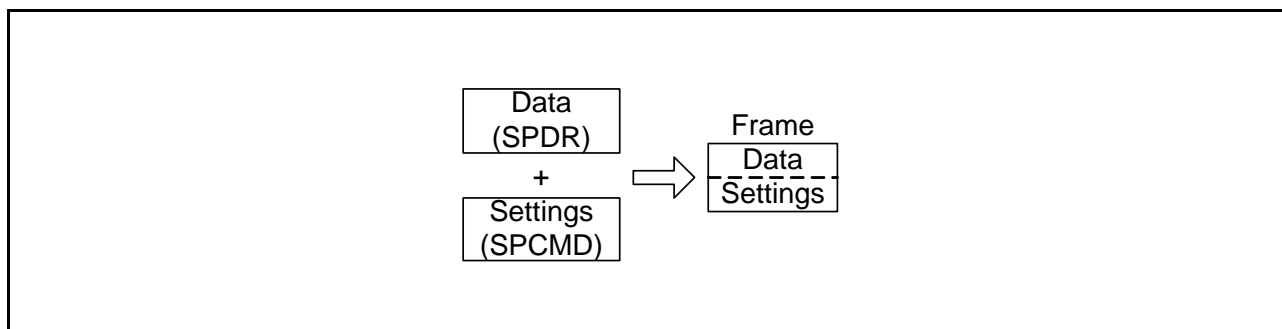 Data
(SPDR)
+
Settings
(SPCMD)
Frame
Data
Settings